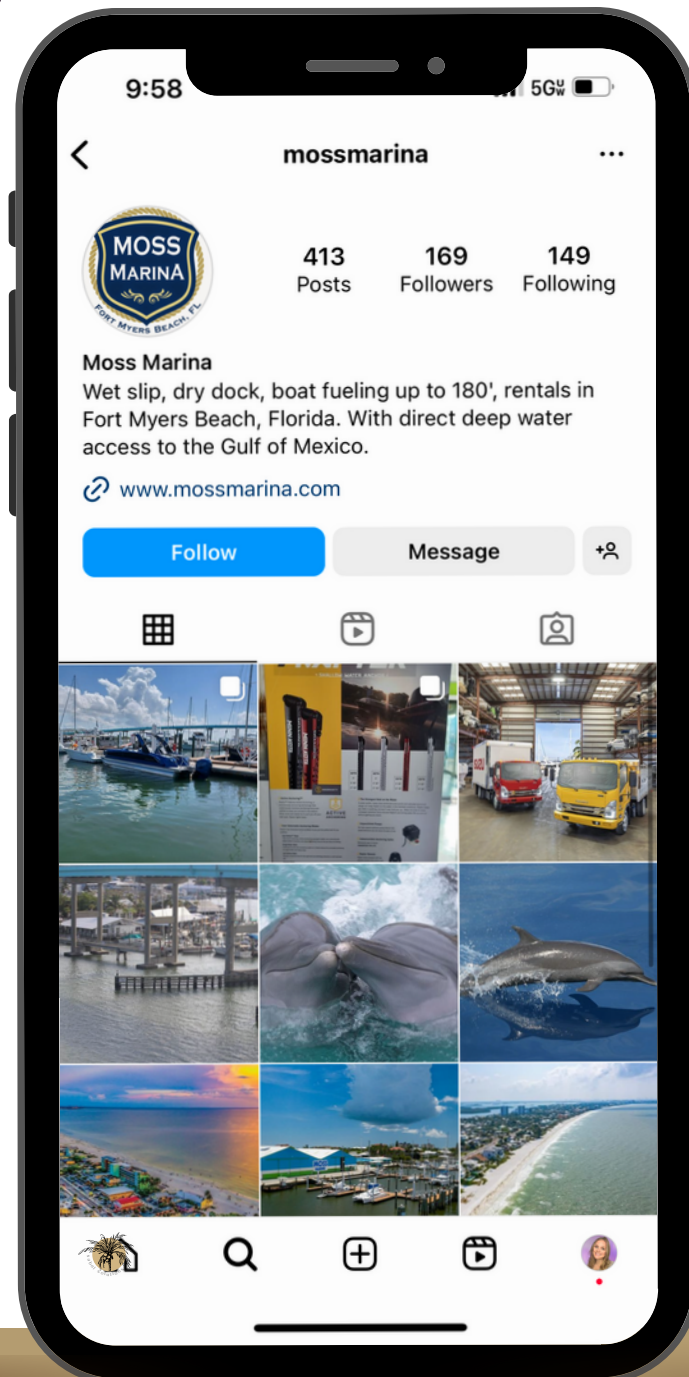 9:58
5G UW
mossmarina
MOSS
MARINA
FORT MYERS BEACH, FL
413
169
149
Posts
Followers
Following
Moss Marina
Wet slip, dry dock, boat fueling up to 180', rentals in
Fort Myers Beach, Florida. With direct deep water
access to the Gulf of Mexico.
www.mossmarina.com
Follow
Message